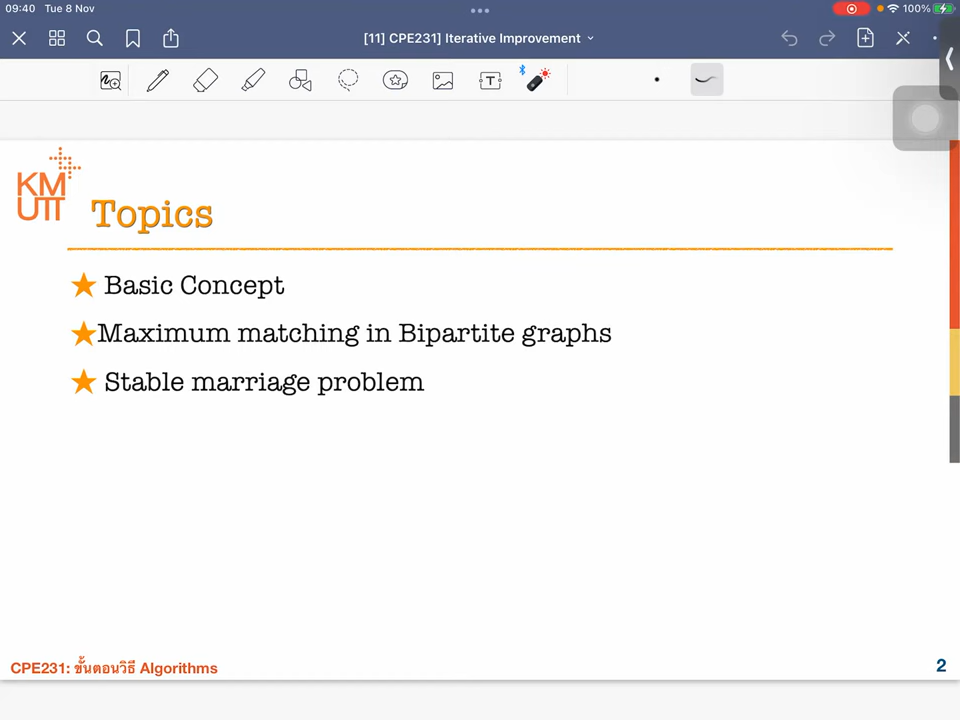 09:40 Tue 8 Nov
100%
[11] CPE231] Iterative Improvement
KM
UTT
Topics
Basic Concept
Maximum matching in Bipartite graphs
Stable marriage problem
CPE231: ขั้นตอนวิธี Algorithms
2